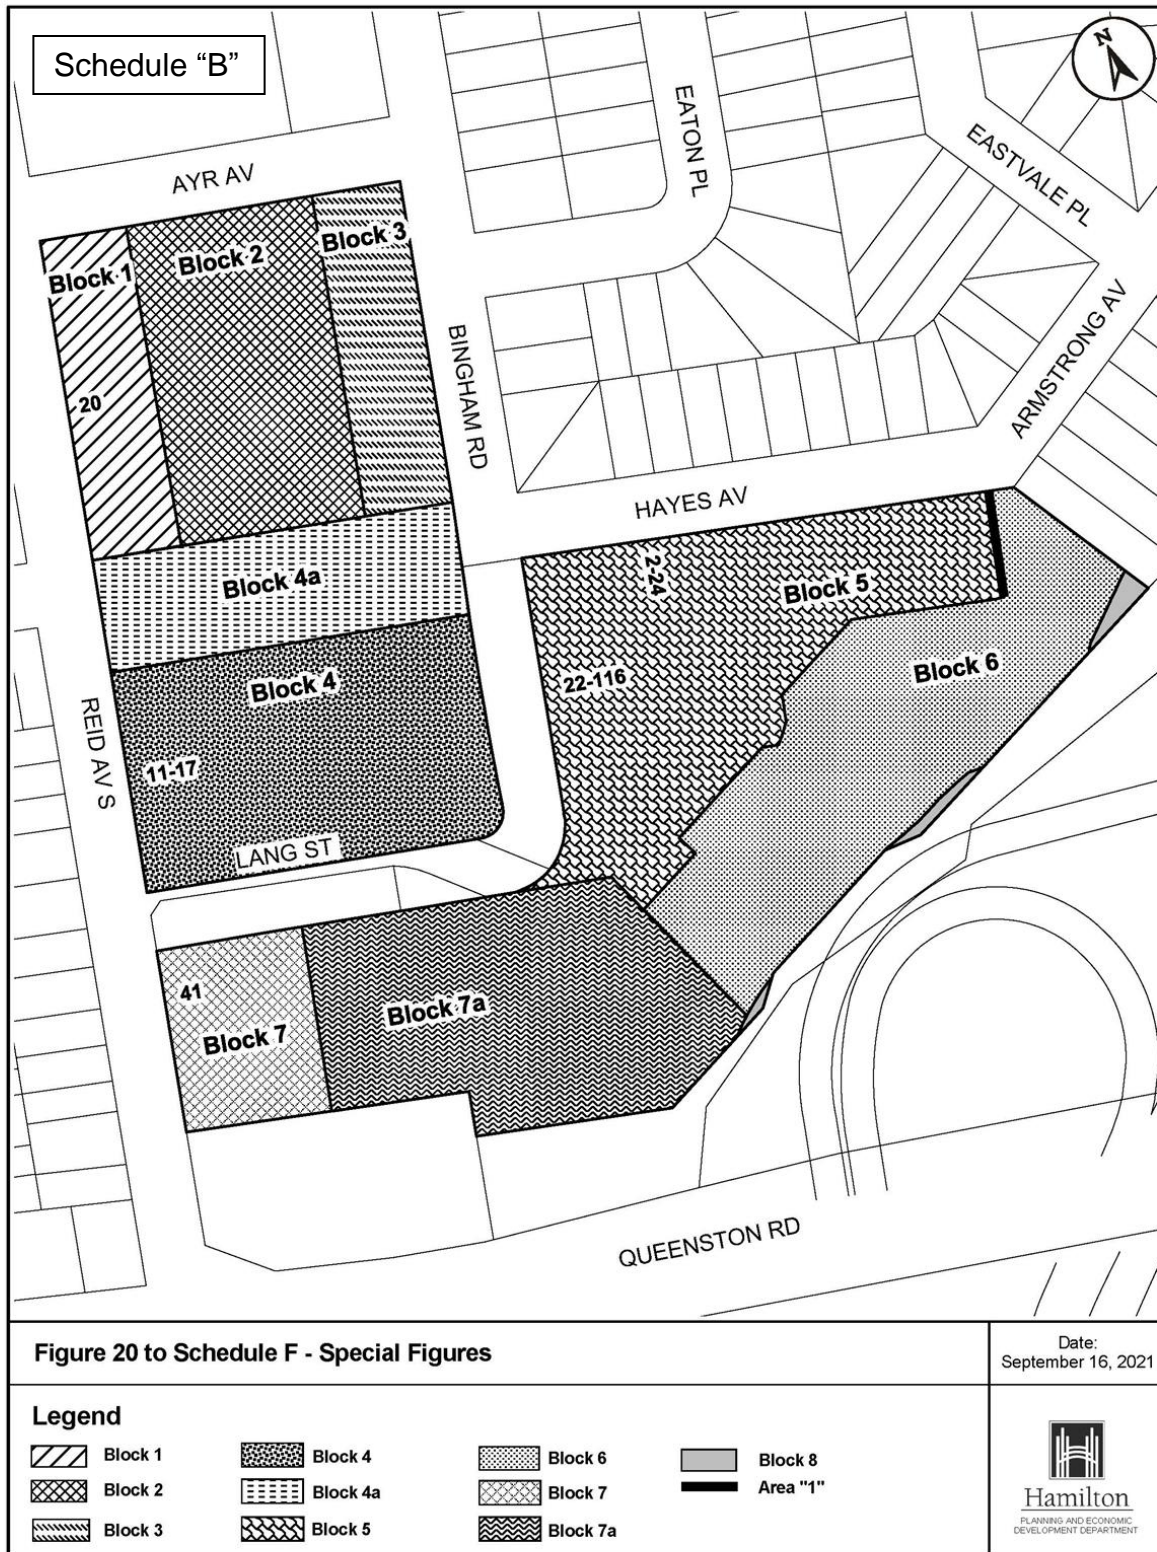 Schedule “B”
N
AYR AV
EATON PL
EASTVALE PL
Block 1
Block 2
Block 3
BINGHAM RD
ARMSTRONG AV
20
HAYES AV
Block 4a
2-24
Block 5
Block 4
22-116
Block 6
REID AV S
11-17
LANG ST
41
Block 7
Block 7a
QUEENSTON RD
Figure 20 to Schedule F - Special Figures
Date:
September 16, 2021
Legend
Block 1
Block 2
Block 3
Block 4
Block 4a
Block 5
Block 6
Block 7
Block 7a
Block 8
Area "1"
Hamilton
PLANNING AND ECONOMIC
DEVELOPMENT DEPARTMENT